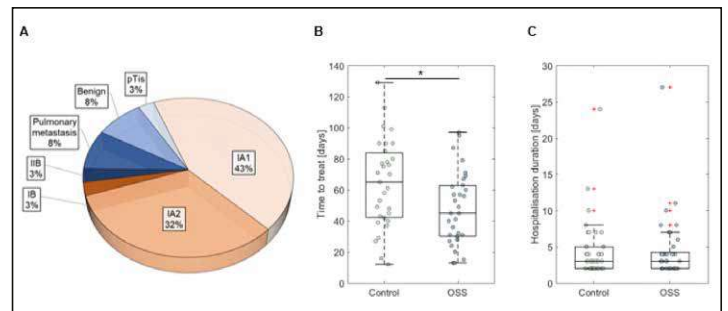 A
pTis
3%
Benign
8%
Pulmonary
metastasis
8%
IIB
3%
IB
3%
IA1
43%
IA2
32%
B
Time to treat [days]
140
120
100
80
60
40
20
0
*
Control
OSS
C
Hospitalisation duration [days]
30
25
20
15
10
5
0
Control
OSS